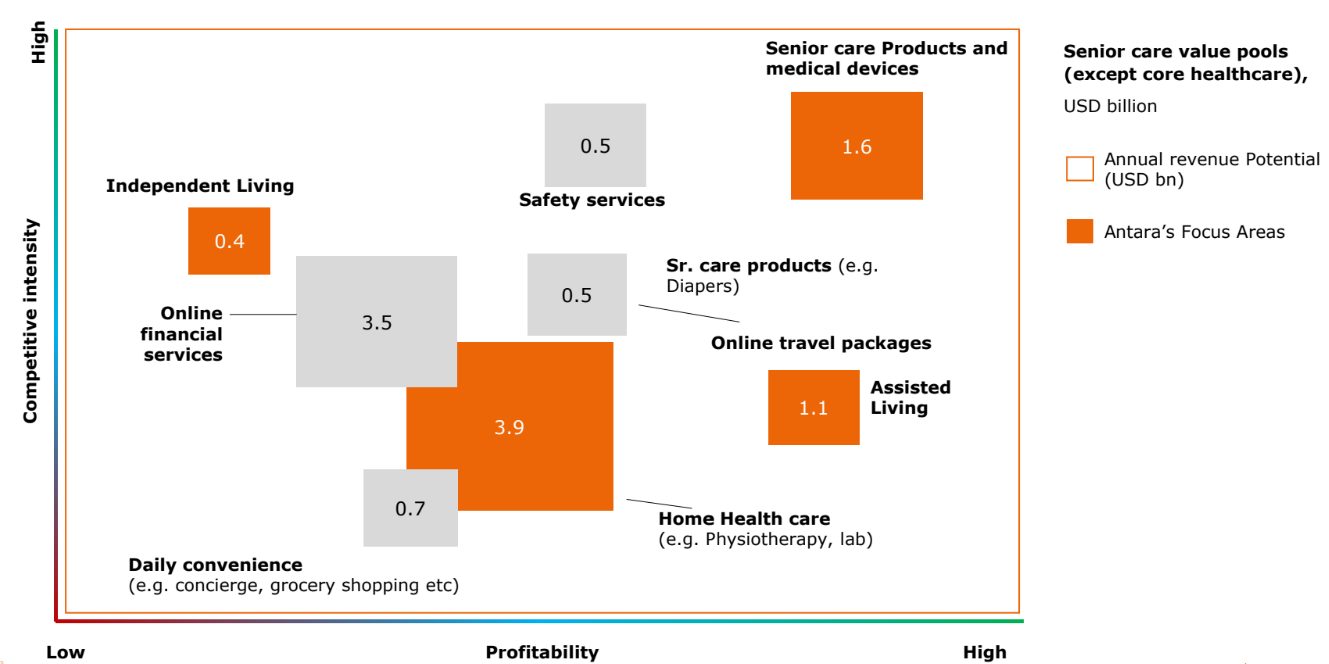 High
Competitive intensity
Senior care Products and
medical devices
1.6
0.5
Safety services
Independent Living
0.4
Online
financial
services
3.5
0.5
Sr. care products (e.g.
Diapers)
Online travel packages
3.9
1.1
Assisted
Living
0.7
Home Health care
(e.g. Physiotherapy, lab)
Daily convenience
(e.g. concierge, grocery shopping etc)
Low
Profitability
High
Senior care value pools
(except core healthcare),
USD billion
Annual revenue Potential
(USD bn)
Antara’s Focus Areas